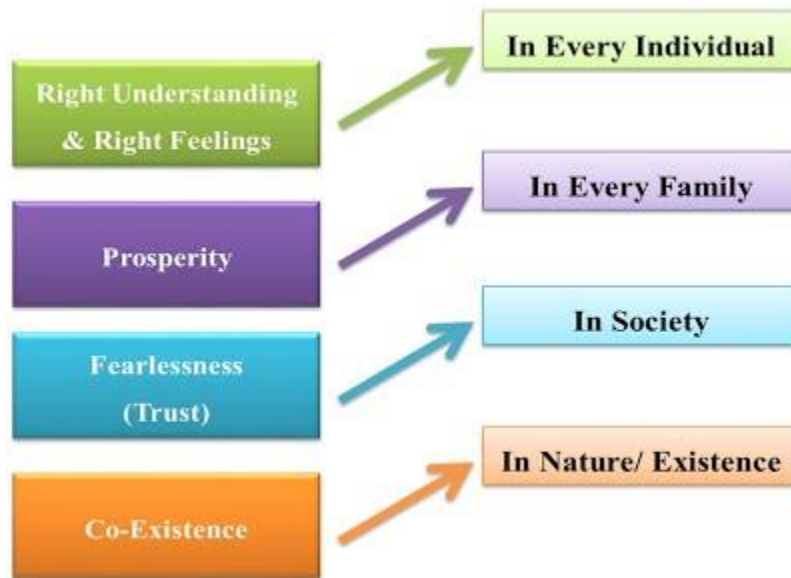 In Every Individual
Right Understanding
& Right Feelings
In Every Family
Prosperity
In Society
Fearlessness
(Trust)
In Nature/ Existence
Co-Existence